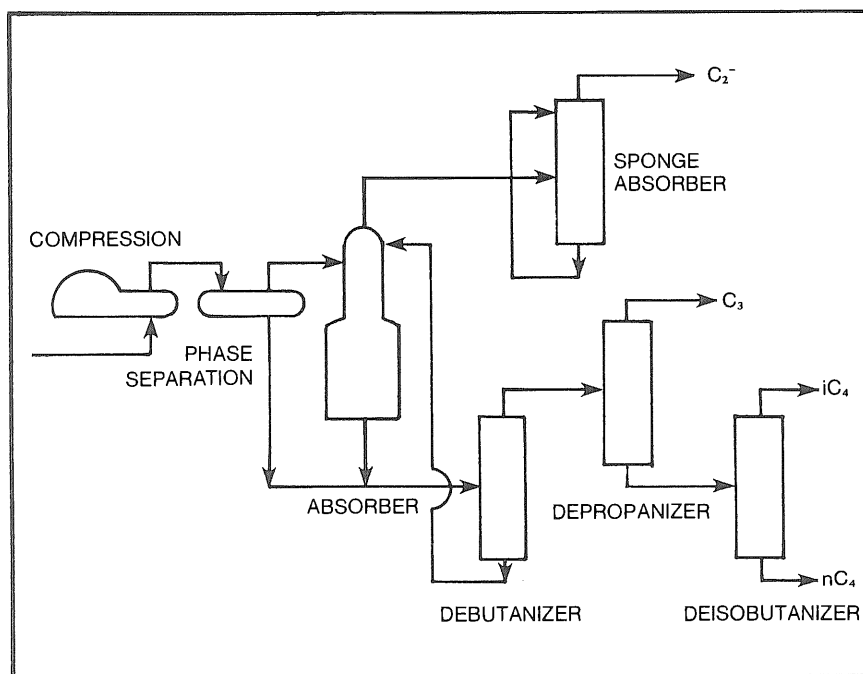 C₂⁻
SPONGE
ABSORBER
COMPRESSION
PHASE
SEPARATION
C₃
iC₄
ABSORBER
DEPROPANIZER
nC₄
DEBUTANIZER
DEISOBUTANIZER